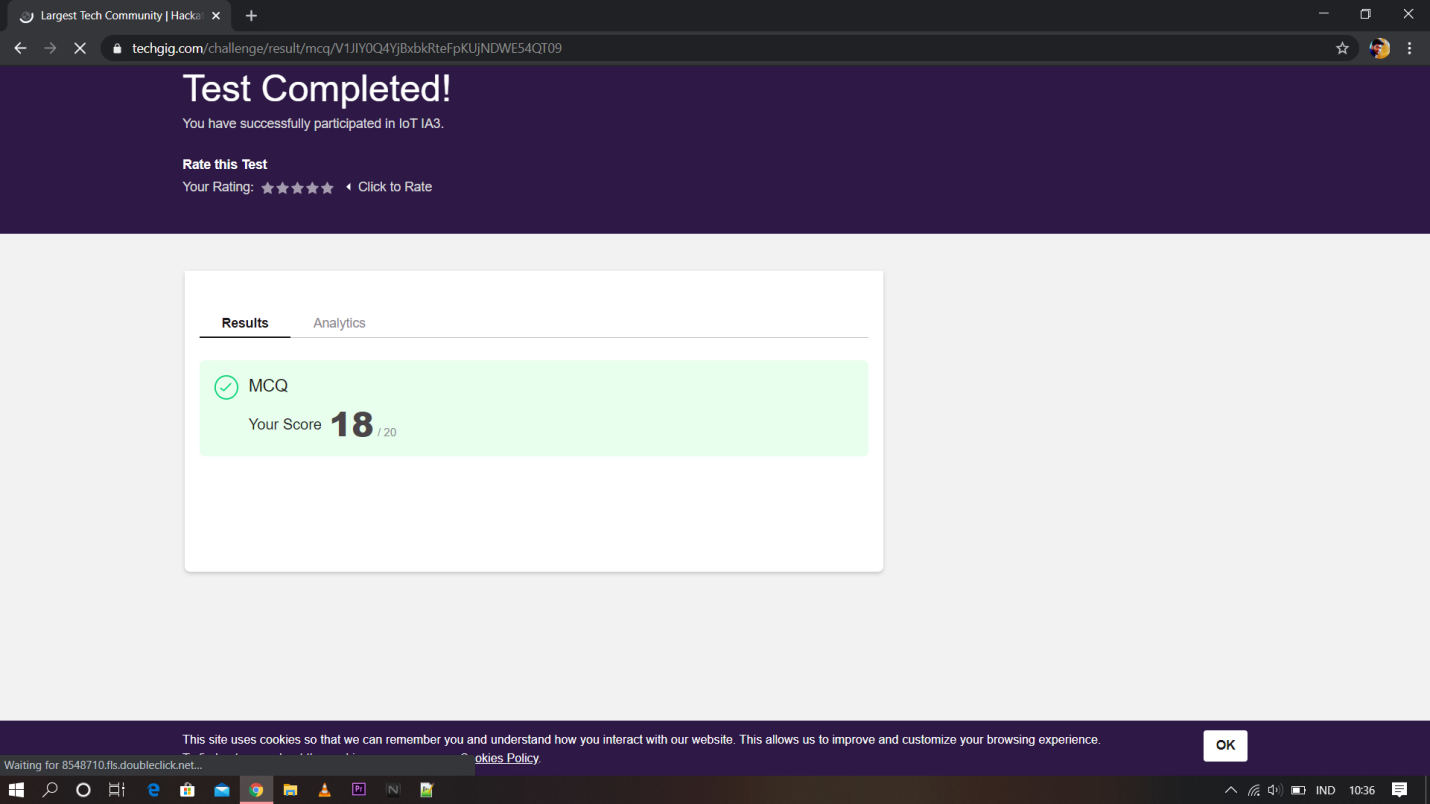 Largest Tech Community | Hacka
techgig.com/challenge/result/mcq/V1JIY0Q4YjBxbkRteFpKUjNDWE54QT09
Test Completed!
You have successfully participated in IoT IA3.
Rate this Test
Your Rating: Click to Rate
Results Analytics
MCQ
Your Score 18 / 20
This site uses cookies so that we can remember you and understand how you interact with our website. This allows us to improve and customize your browsing experience.
okies Policy.
OK
Waiting for 8548710.fls.doubleclick.net...
Pr
N
IND 10:36